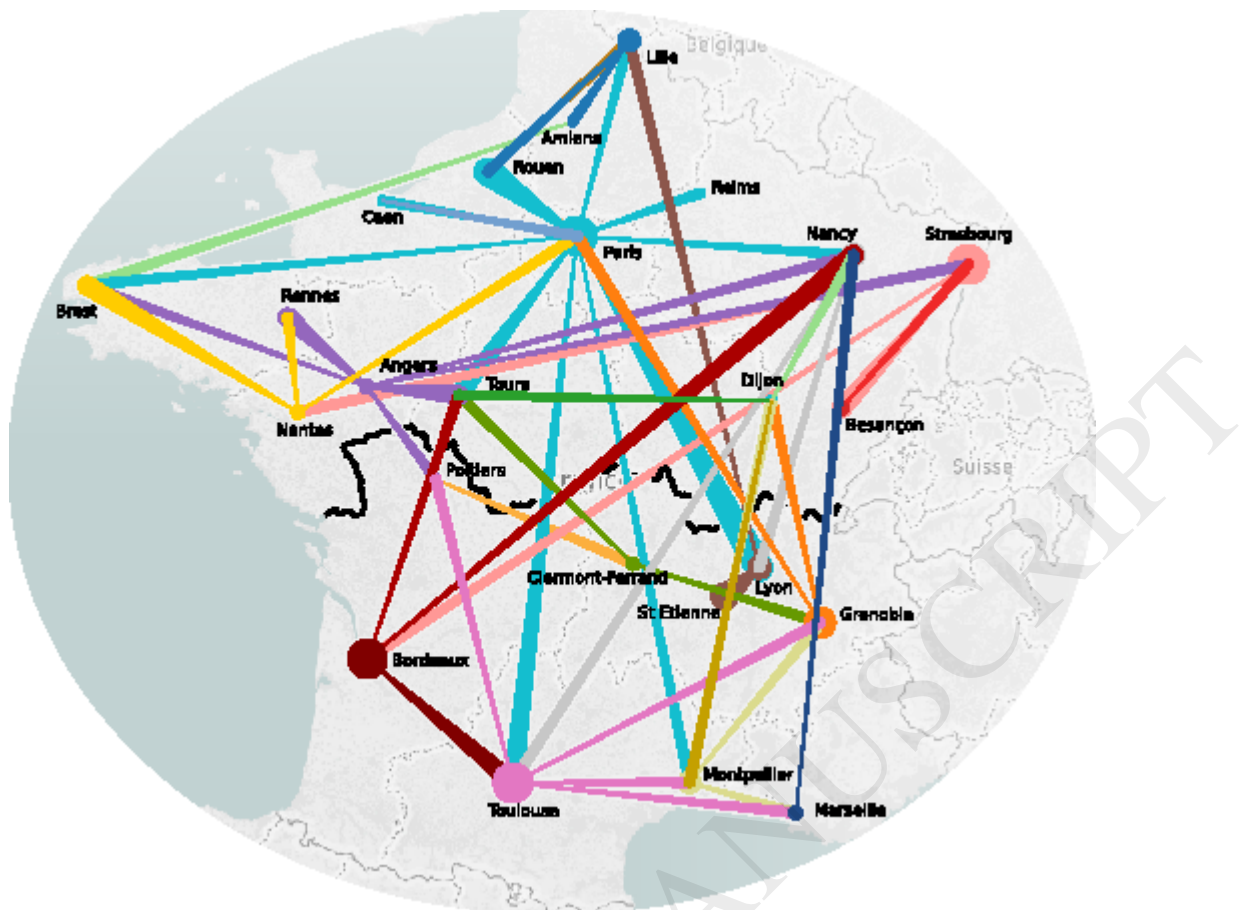 Belgique
Lille
Amiens
Rouen
Reims
Caen
Nancy
Strasbourg
Paris
Rennes
Brest
Angers
Tours
Dijon
Nantes
Besançon
Poitiers
Suisse
Clermont-Ferrand
Lyon
St Etienne
Grenoble
Bordeaux
Montpellier
Toulouse
Marseille
ANUSCRIPT